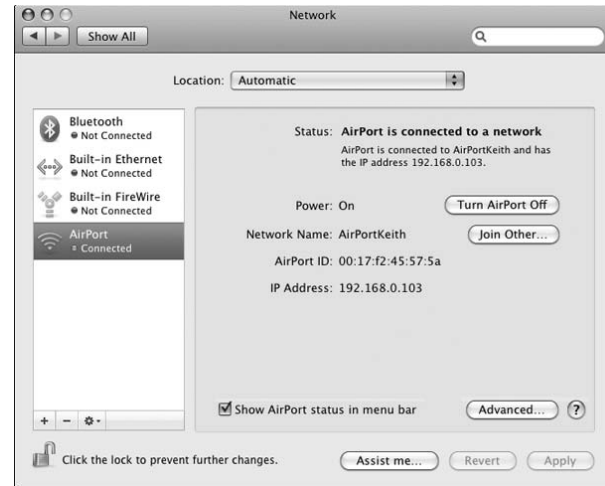 Network
Show All
Location: Automatic
Bluetooth
Not Connected
Built-in Ethernet
Not Connected
Built-in FireWire
Not Connected
AirPort
Connected
Status: AirPort is connected to a network
AirPort is connected to AirPortKeith and has
the IP address 192.168.0.103.
Power: On Turn AirPort Off
Network Name: AirPortKeith Join Other...
AirPort ID: 00:17:f2:45:57:5a
IP Address: 192.168.0.103
Show AirPort status in menu bar Advanced... ?
+ −
Click the lock to prevent further changes. Assist me... Revert Apply